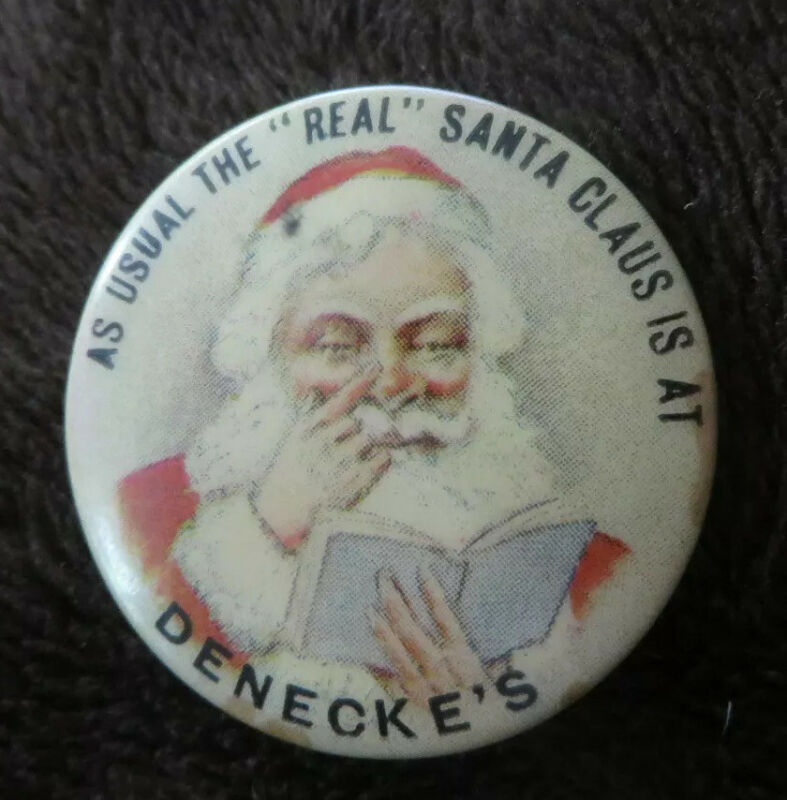 AS USUAL THE "REAL" SANTA CLAUS IS AT
DENECKE'S